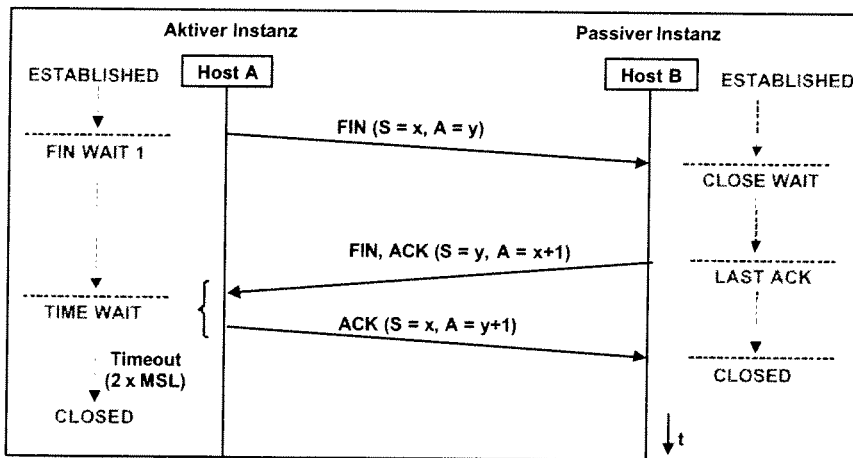 Aktiver Instanz
Passiver Instanz
ESTABLISHED
Host A
Host B
ESTABLISHED
FIN (S = x, A = y)
FIN WAIT 1
CLOSE WAIT
FIN, ACK (S = y, A = x+1)
LAST ACK
TIME WAIT
ACK (S = x, A = y+1)
Timeout
(2 x MSL)
CLOSED
CLOSED
t